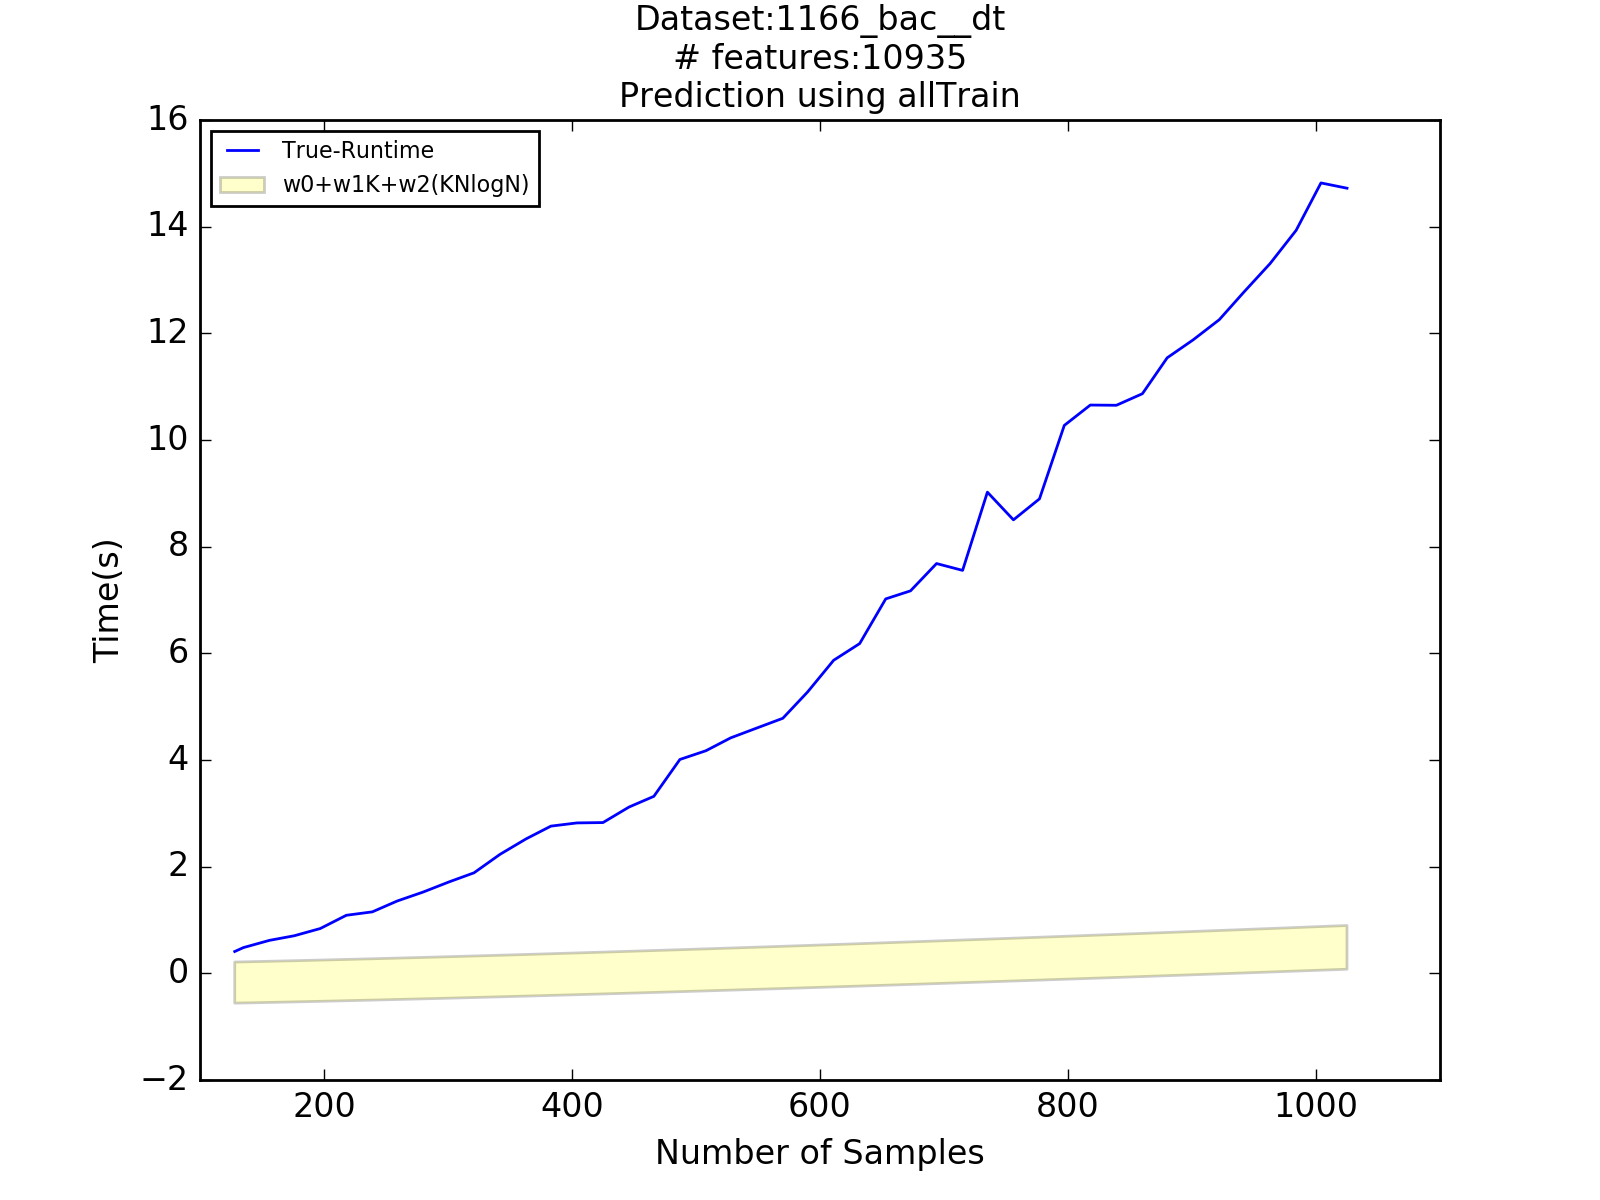 Dataset:1166_bac__dt
# features:10935
Prediction using allTrain
True-Runtime
w0+w1K+w2(KNlogN)
16
14
12
10
8
6
4
2
0
−2
Time(s)
200 400 600 800 1000
Number of Samples